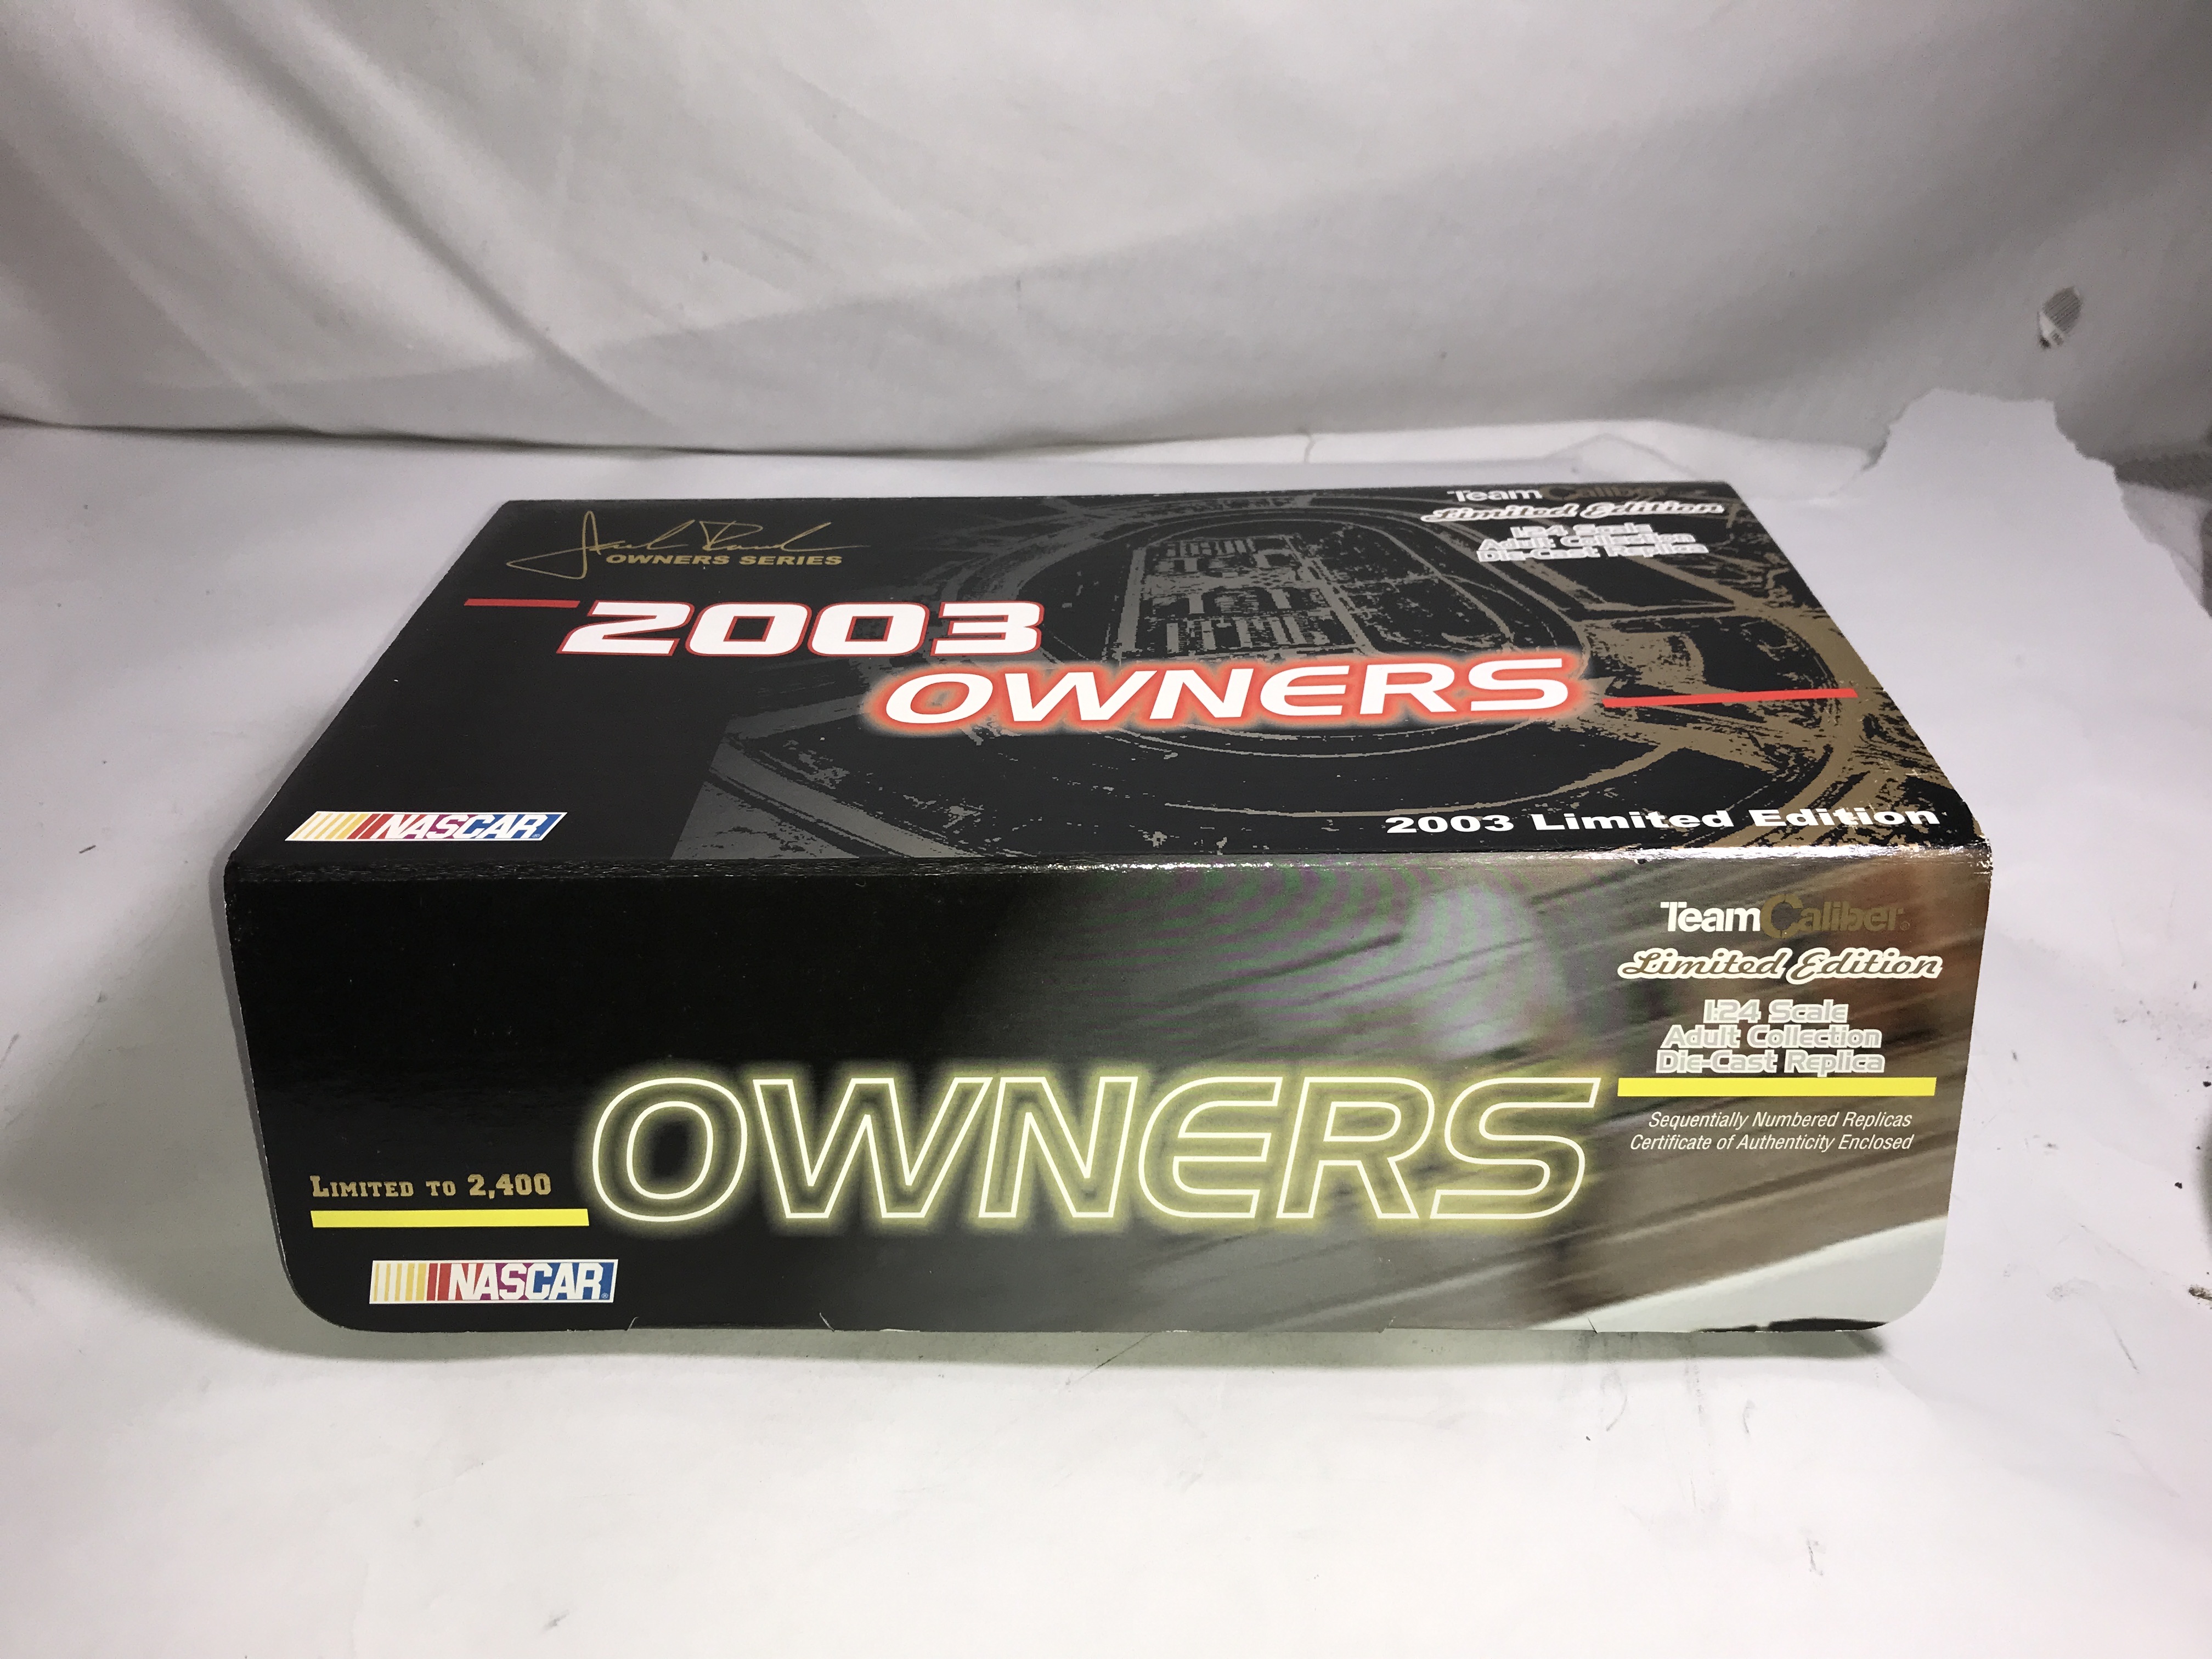 OWNERS SERIES
2003
OWNERS
Team Caliber
Limited Edition
1:24 Scale
Adult Collection
Die-Cast Replica
NASCAR
2003 Limited Edition
Team Caliber
Limited Edition
1:24 Scale
Adult Collection
Die-Cast Replica
Sequentially Numbered Replicas
Certificate of Authenticity Enclosed
OWNERS
LIMITED TO 2,400
NASCAR